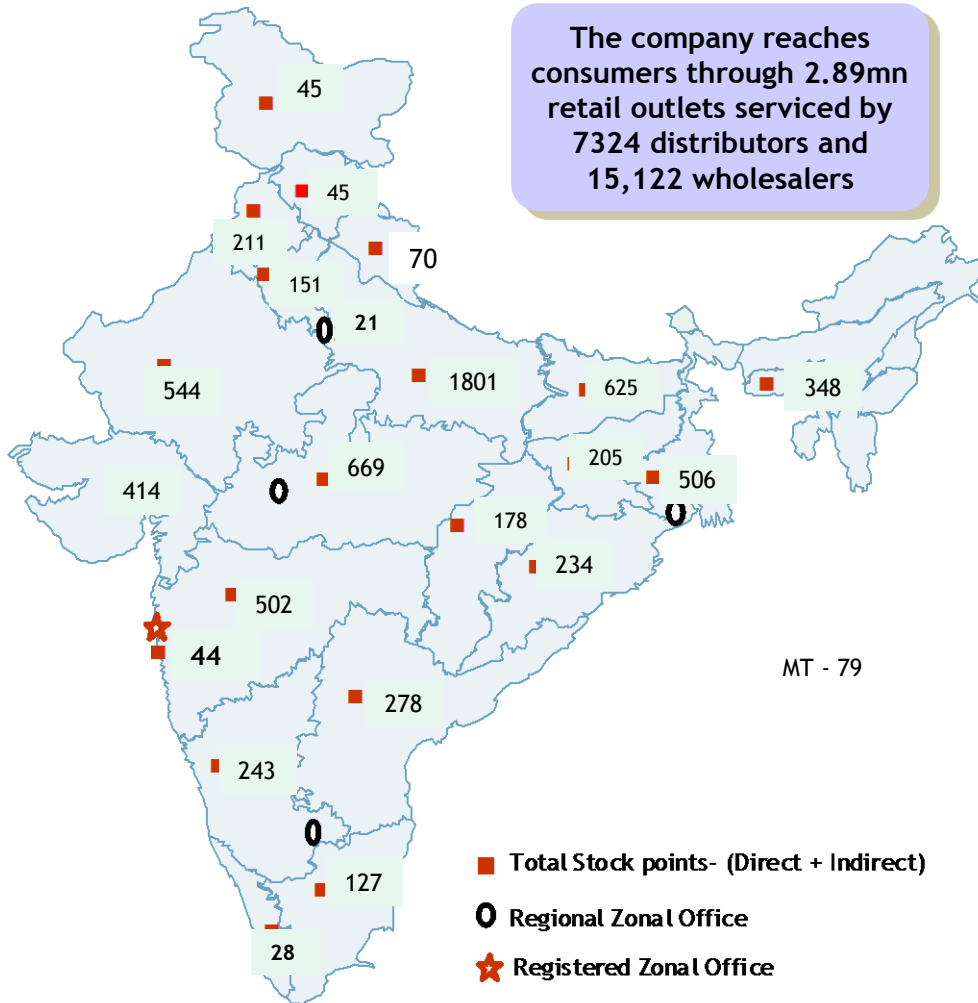 The company reaches
consumers through 2.89mn
retail outlets serviced by
7324 distributors and
15,122 wholesalers
45
45
211
70
151
21
544
1801
625
348
669
205
506
414
178
234
502
44
MT - 79
278
243
127
28
Total Stock points- (Direct + Indirect)
Regional Zonal Office
Registered Zonal Office